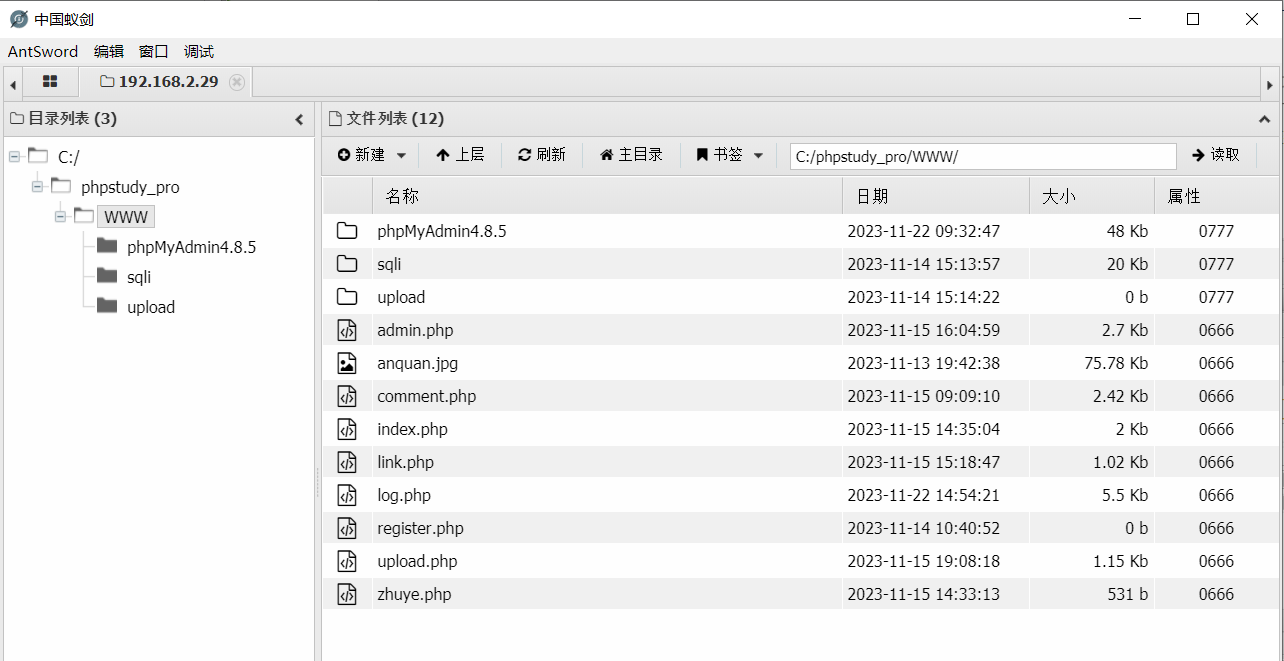 中国蚁剑
AntSword 编辑 窗口 调试
192.168.2.29
目录列表 (3)
文件列表 (12)
新建 上层 刷新 主目录 书签 C:/phpstudy_pro/WWW/ 读取
C:/
phpstudy_pro
WWW
phpMyAdmin4.8.5
sqli
upload
名称 日期 大小 属性
phpMyAdmin4.8.5 2023-11-22 09:32:47 48 Kb 0777
sqli 2023-11-14 15:13:57 20 Kb 0777
upload 2023-11-14 15:14:22 0 b 0777
admin.php 2023-11-15 16:04:59 2.7 Kb 0666
anquan.jpg 2023-11-13 19:42:38 75.78 Kb 0666
comment.php 2023-11-15 09:09:10 2.42 Kb 0666
index.php 2023-11-15 14:35:04 2 Kb 0666
link.php 2023-11-15 15:18:47 1.02 Kb 0666
log.php 2023-11-22 14:54:21 5.5 Kb 0666
register.php 2023-11-14 10:40:52 0 b 0666
upload.php 2023-11-15 19:08:18 1.15 Kb 0666
zhuye.php 2023-11-15 14:33:13 531 b 0666